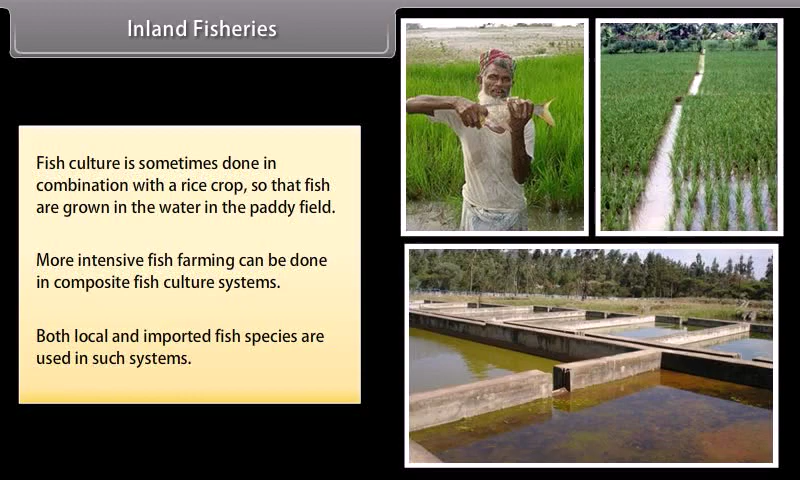 Inland Fisheries
Fish culture is sometimes done in
combination with a rice crop, so that fish
are grown in the water in the paddy field.
More intensive fish farming can be done
in composite fish culture systems.
Both local and imported fish species are
used in such systems.